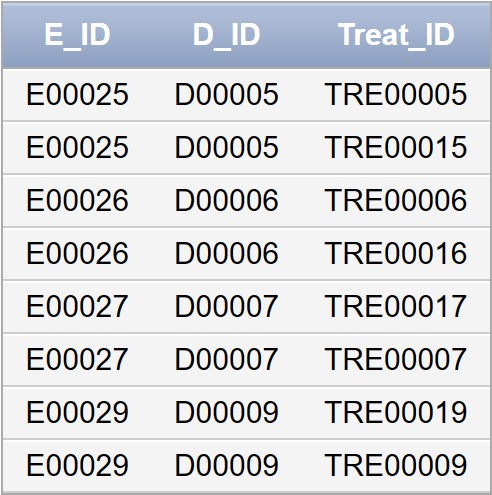 E_ID D_ID Treat_ID
E00025 D00005 TRE00005
E00025 D00005 TRE00015
E00026 D00006 TRE00006
E00026 D00006 TRE00016
E00027 D00007 TRE00017
E00027 D00007 TRE00007
E00029 D00009 TRE00019
E00029 D00009 TRE00009